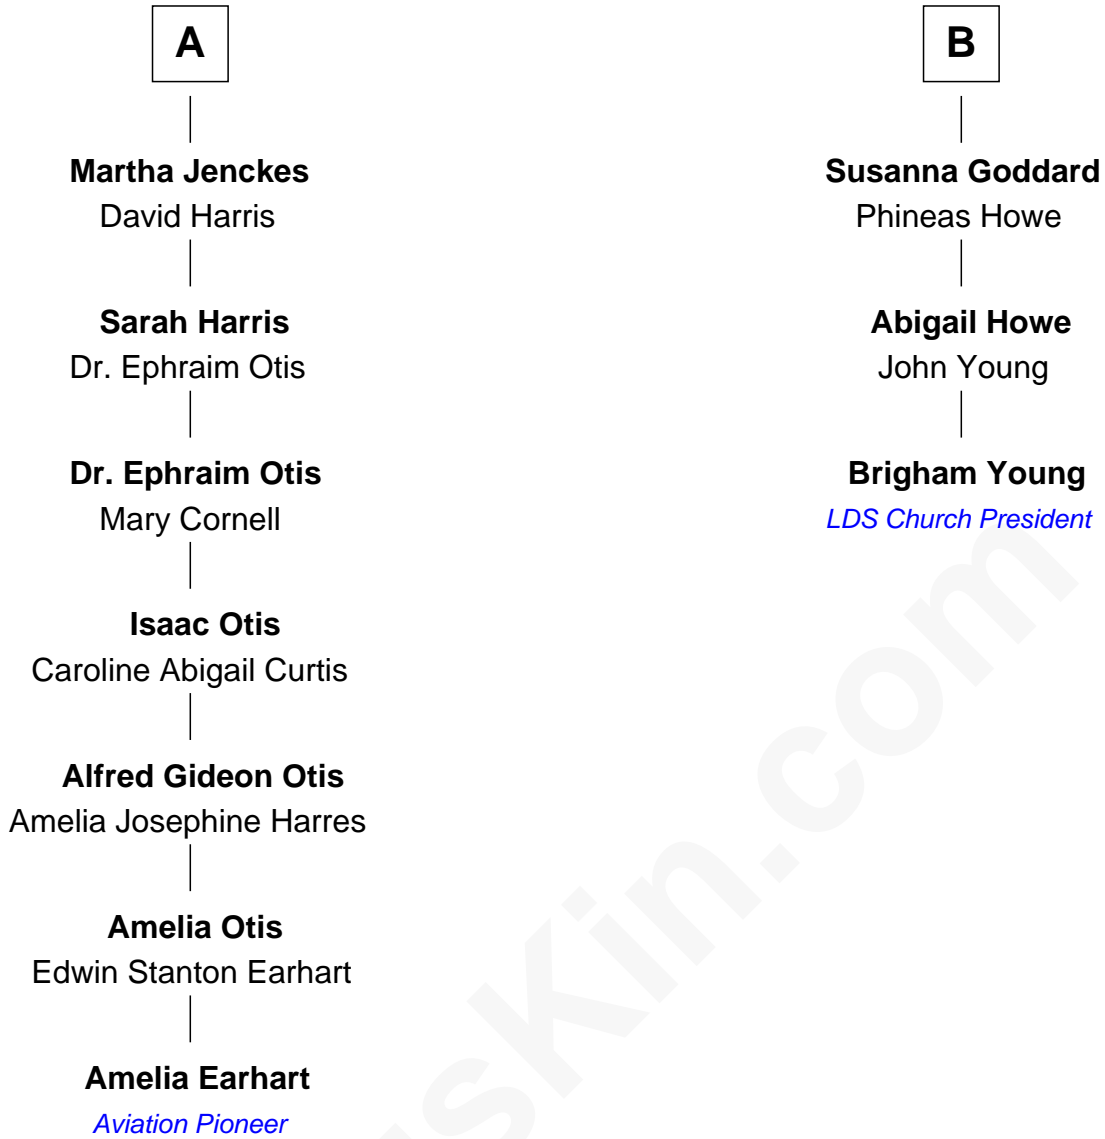 A
Martha Jenckes
David Harris
Sarah Harris
Dr. Ephraim Otis
Dr. Ephraim Otis
Mary Cornell
Isaac Otis
Caroline Abigail Curtis
Alfred Gideon Otis
Amelia Josephine Harres
Amelia Otis
Edwin Stanton Earhart
Amelia Earhart
Aviation Pioneer
B
Susanna Goddard
Phineas Howe
Abigail Howe
John Young
Brigham Young
LDS Church President